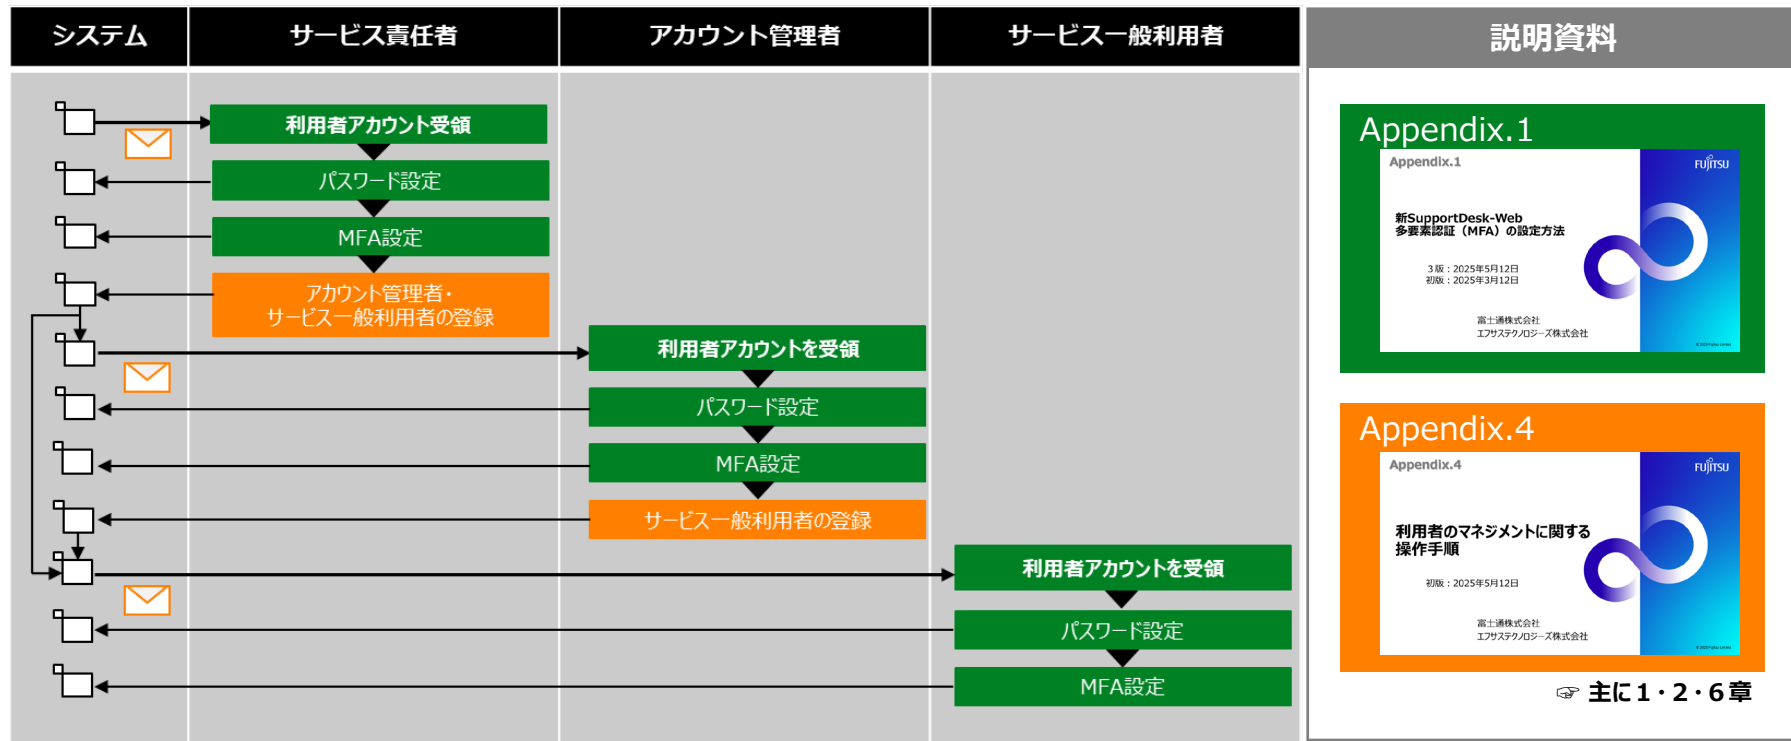 システム
サービス責任者
アカウント管理者
サービス一般利用者
説明資料
利用者アカウント受領
パスワード設定
MFA設定
アカウント管理者・
サービス一般利用者の登録
利用者アカウントを受領
パスワード設定
MFA設定
サービス一般利用者の登録
利用者アカウントを受領
パスワード設定
MFA設定
Appendix.1
Appendix.1
FUJITSU
新SupportDesk-Web
多要素認証（MFA）の設定方法
３版：2025年5月12日
初版：2025年3月12日
富士通株式会社
エフサステクノロジーズ株式会社
© 2025 Fujitsu Limited
Appendix.4
Appendix.4
FUJITSU
利用者のマネジメントに関する
操作手順
初版：2025年5月12日
富士通株式会社
エフサステクノロジーズ株式会社
© 2025 Fujitsu Limited
☞ 主に１・２・６章